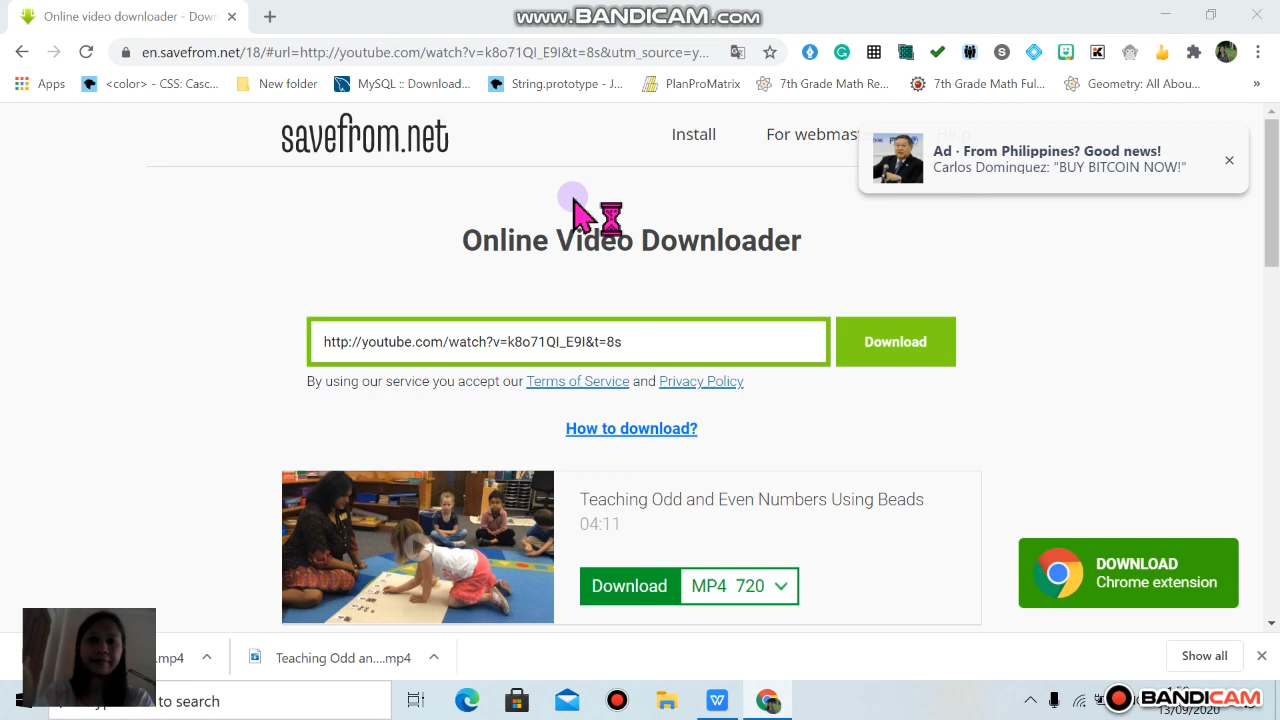 Online video downloader - Dow
www.BANDICAM.com
en.savefrom.net/18/#url=http://youtube.com/watch?v=k8o71QI_E9I&t=8s&utm_source=y...
Apps
<color> - CSS: Casc...
New folder
MySQL :: Download...
String.prototype - J...
PlanProMatrix
7th Grade Math Re...
7th Grade Math Ful...
Geometry: All Abou...
»
savefrom.net
Install
For webmaste
Help
Ad · From Philippines? Good news!
Carlos Dominguez: "BUY BITCOIN NOW!"
Online Video Downloader
http://youtube.com/watch?v=k8o71QI_E9I&t=8s
Download
By using our service you accept our Terms of Service and Privacy Policy
How to download?
Teaching Odd and Even Numbers Using Beads
04:11
Download MP4 720
DOWNLOAD
Chrome extension
.mp4
Teaching Odd an....mp4
Show all
to search
13/09/2020
BANDICAM